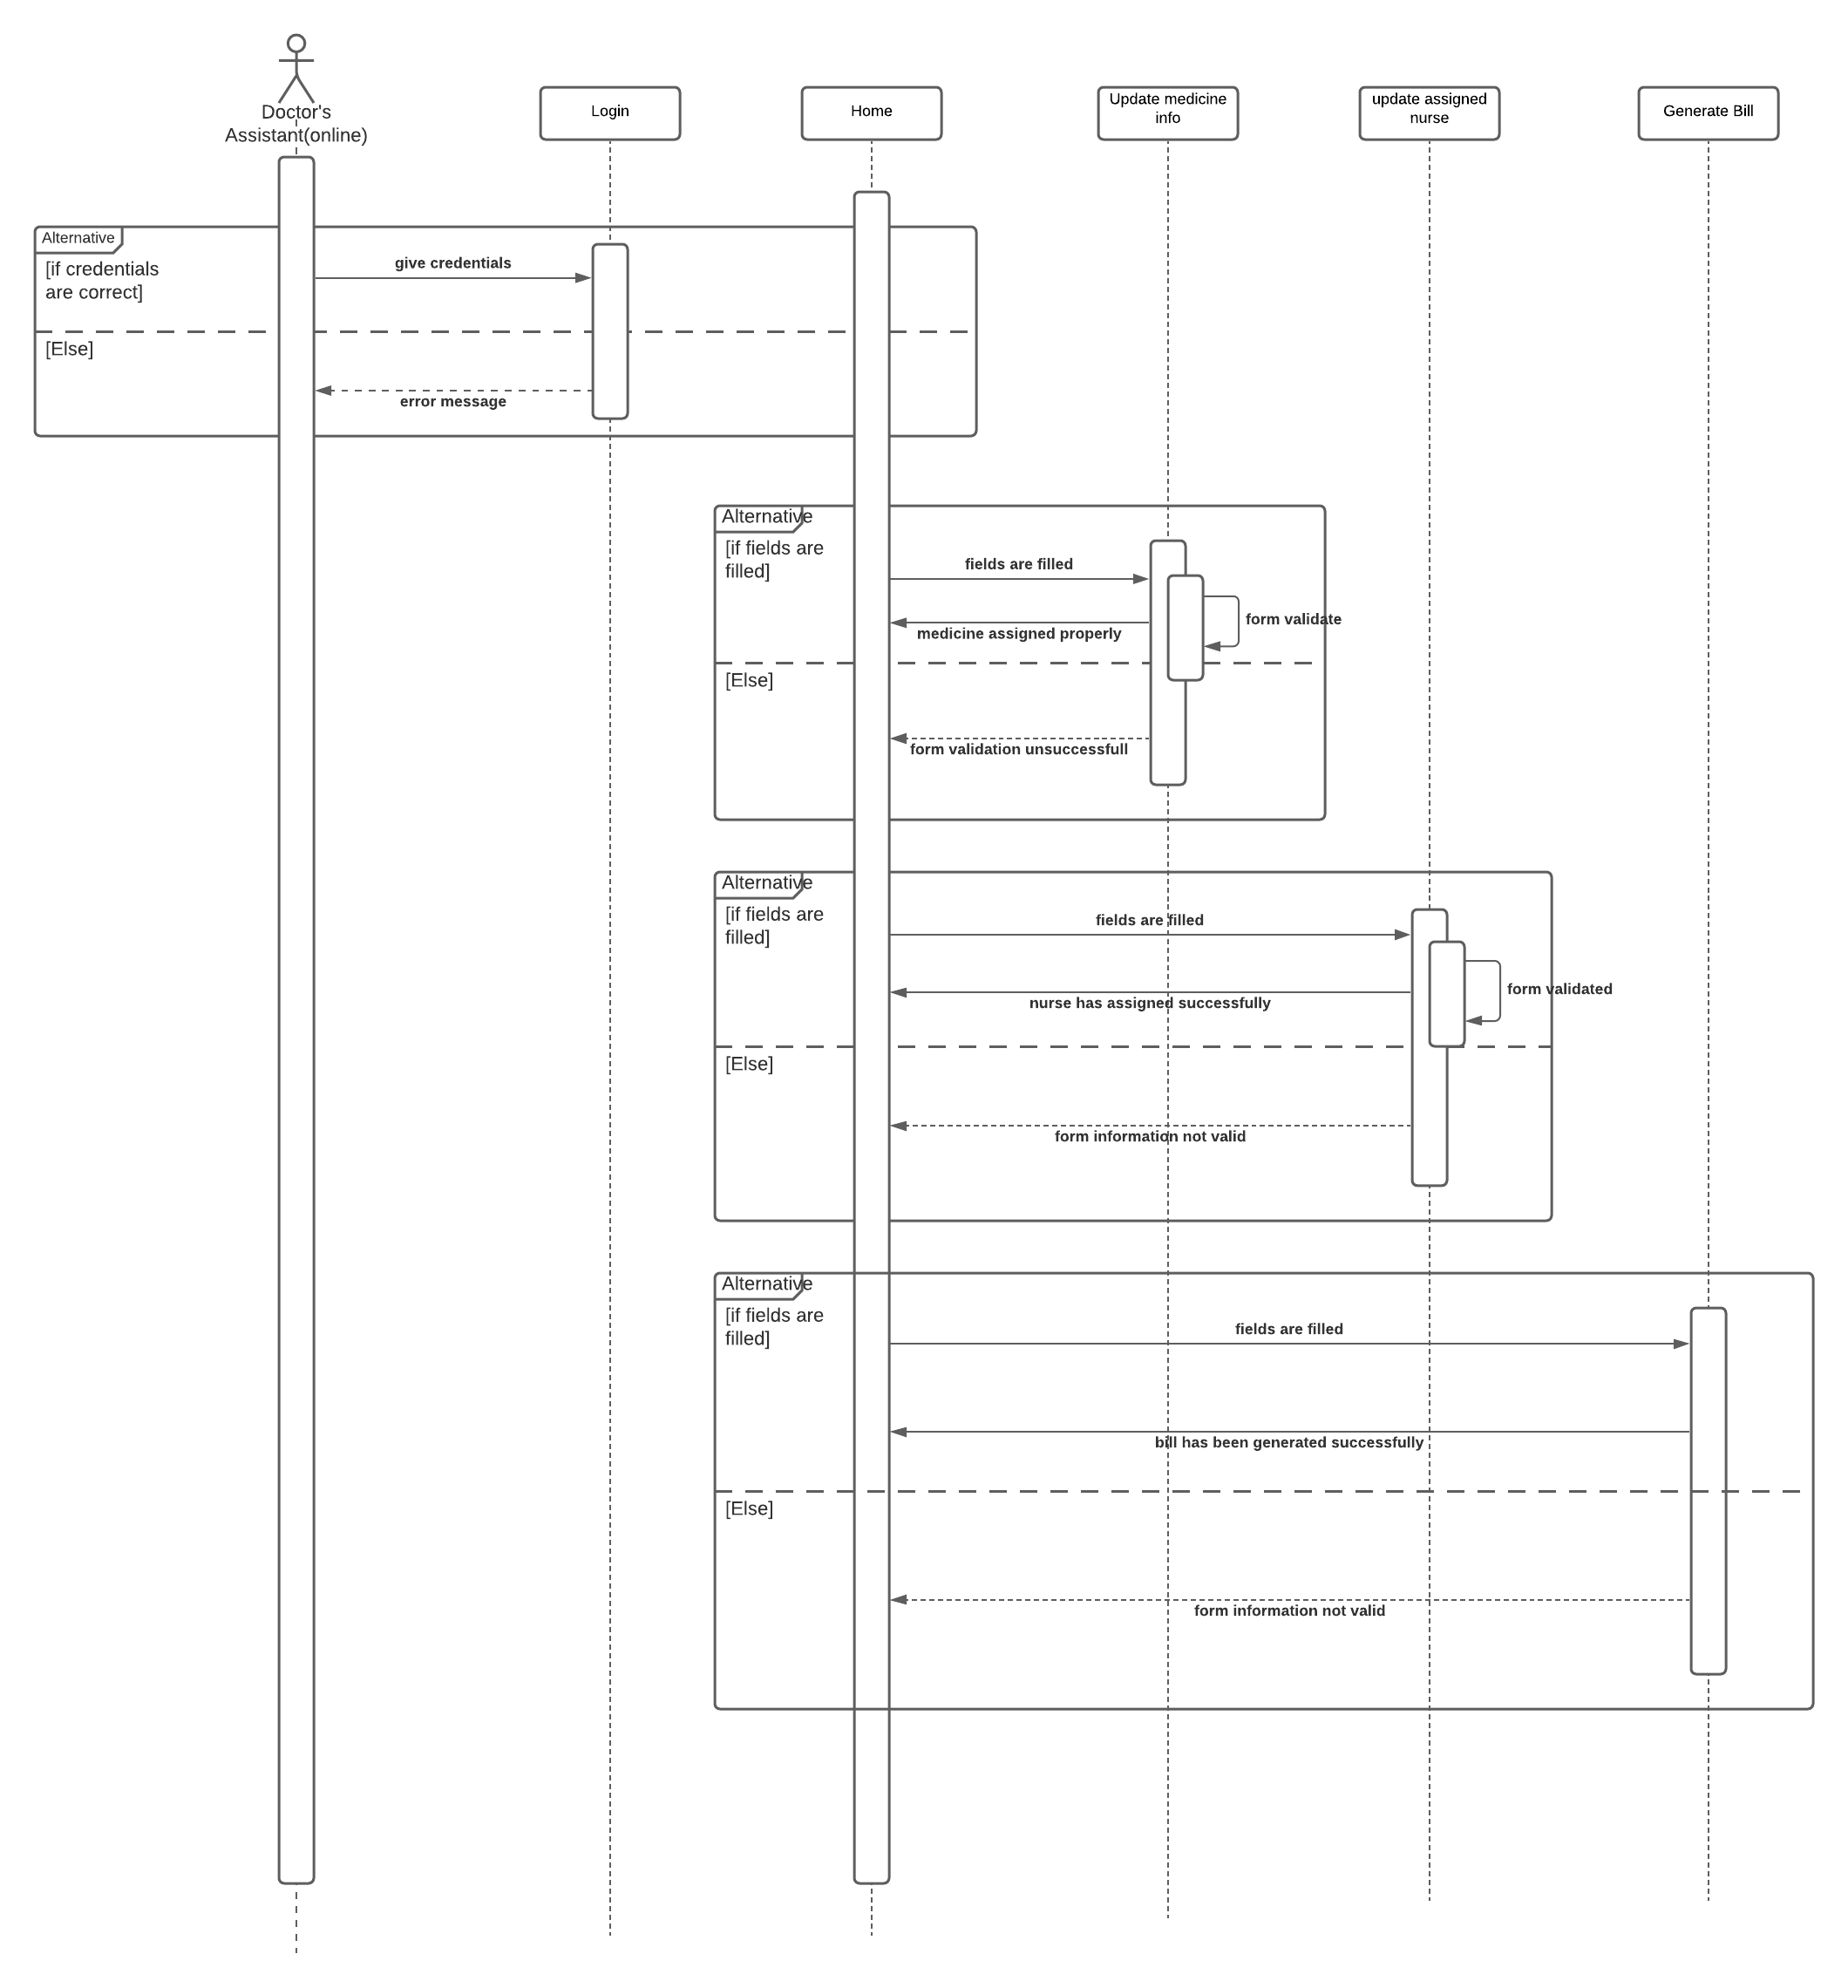 Doctor's
Assistant(online)
Login
Home
Update medicine
info
update assigned
nurse
Generate Bill
Alternative
[if credentials
are correct]
give credentials
[Else]
error message
Alternative
[if fields are
filled]
fields are filled
form validate
medicine assigned properly
[Else]
form validation unsuccessfull
Alternative
[if fields are
filled]
fields are filled
form validated
nurse has assigned successfully
[Else]
form information not valid
Alternative
[if fields are
filled]
fields are filled
bill has been generated successfully
[Else]
form information not valid